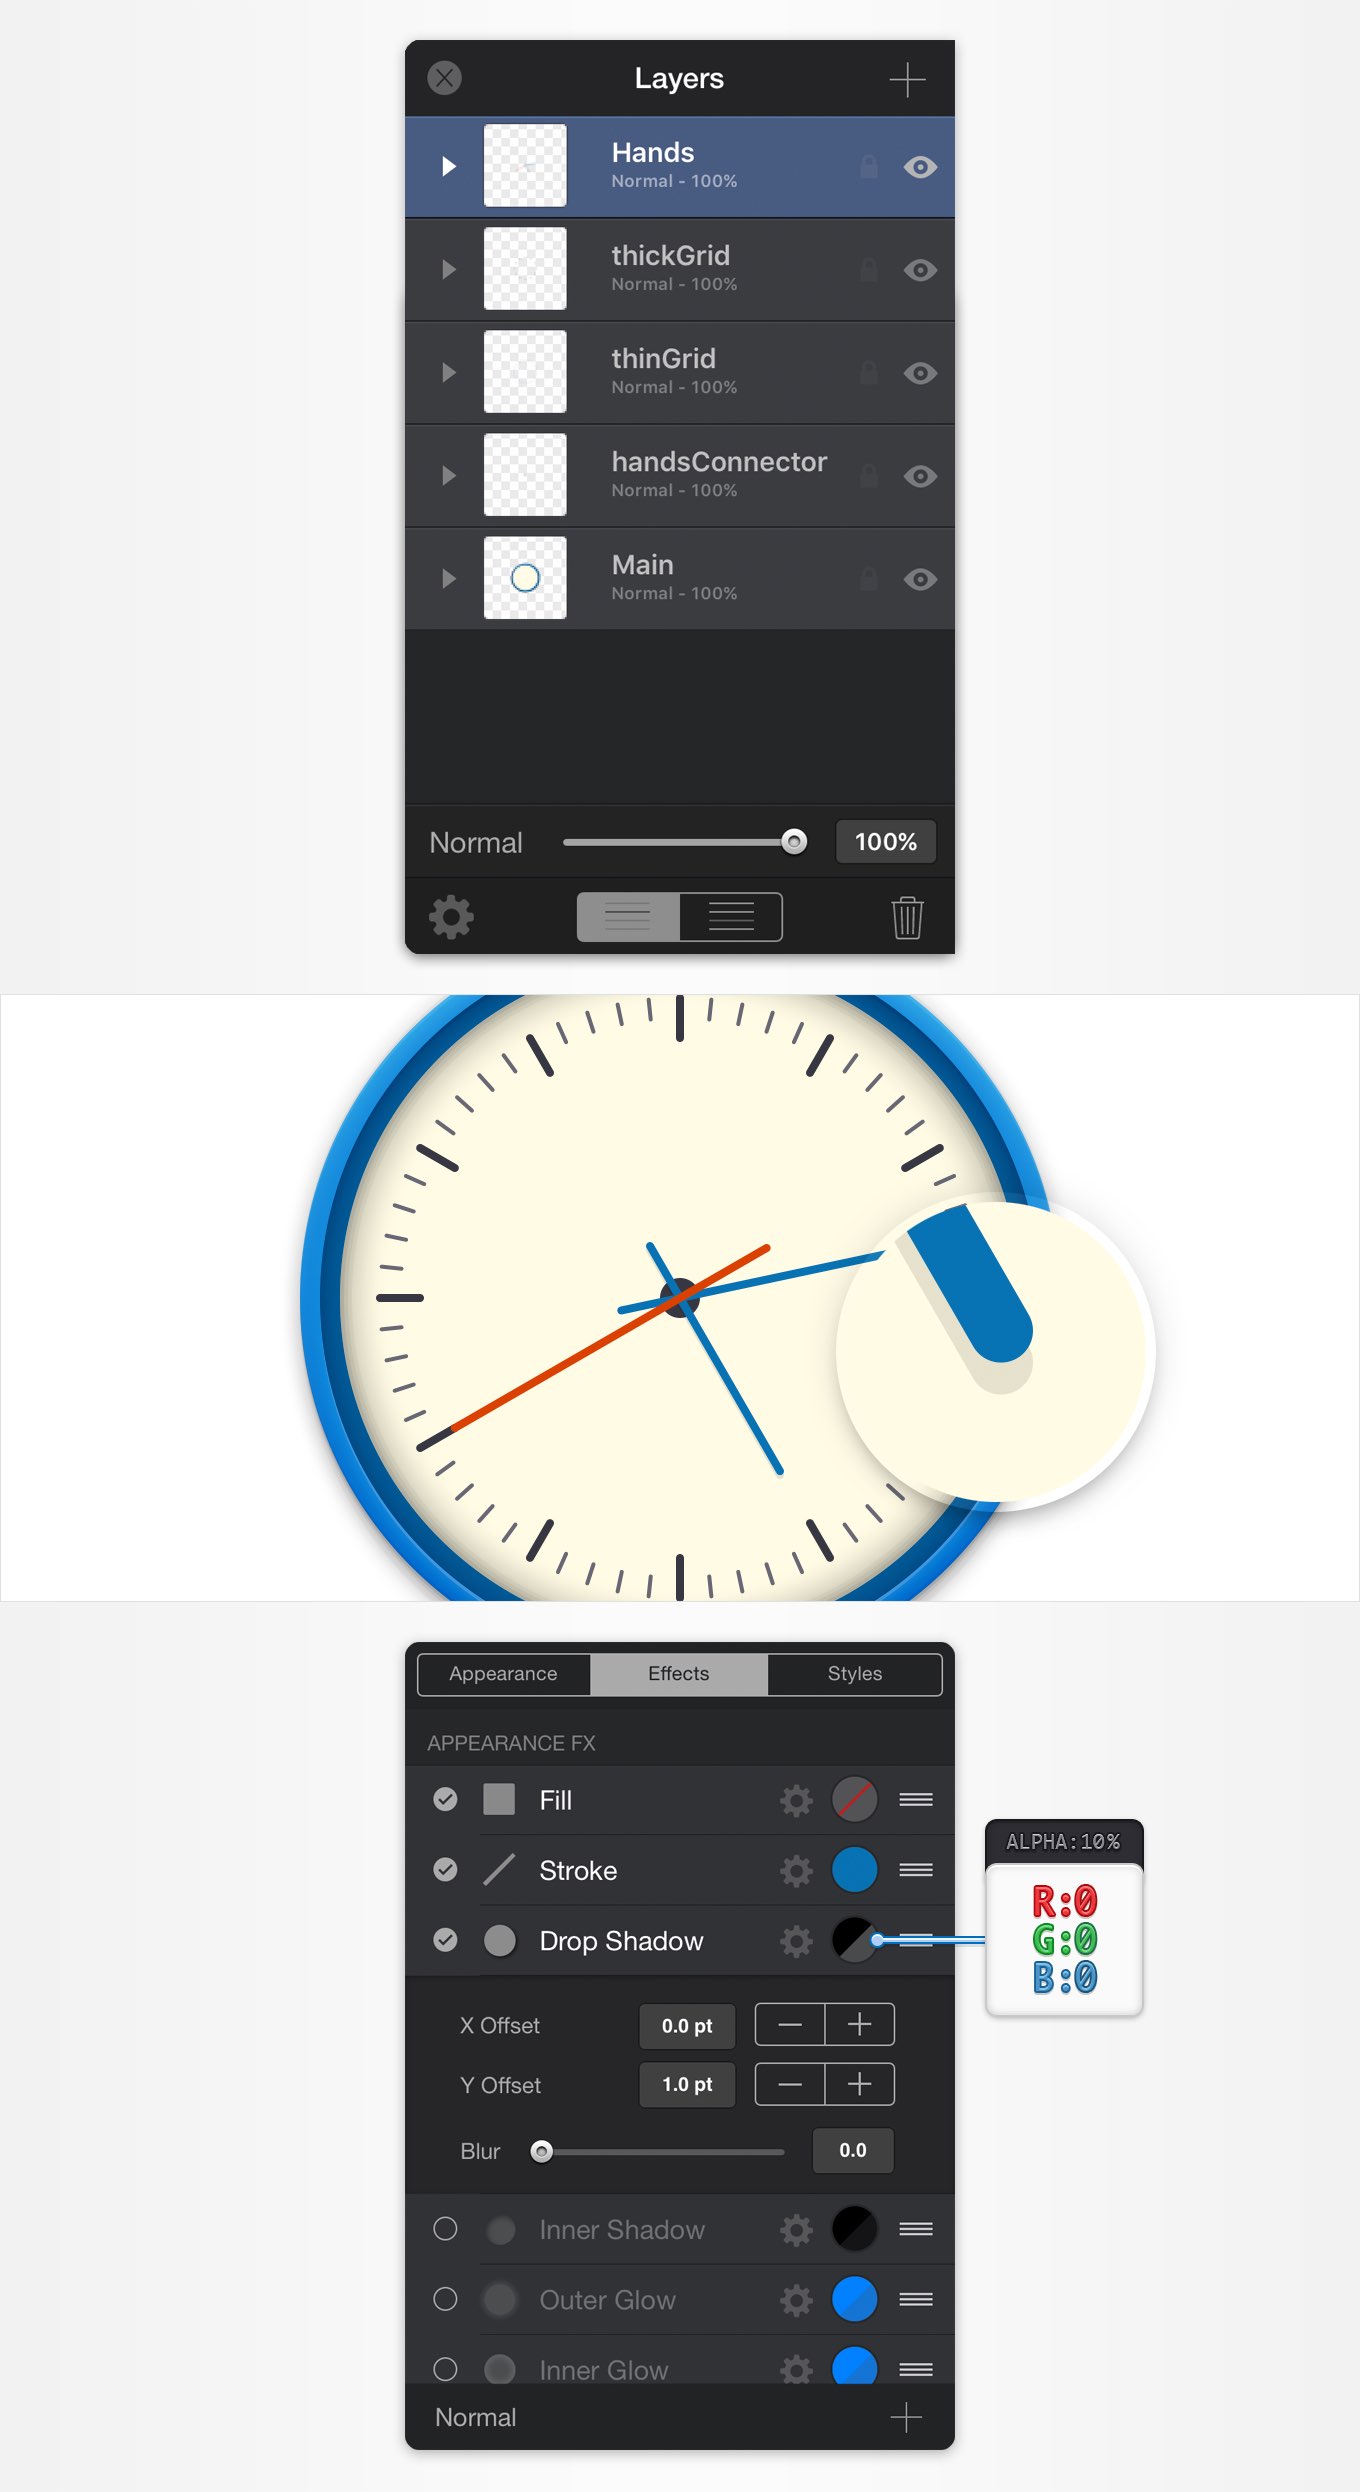 Layers
Hands
Normal - 100%
thickGrid
Normal - 100%
thinGrid
Normal - 100%
handsConnector
Normal - 100%
Main
Normal - 100%
Normal 100%
Appearance Effects Styles
APPEARANCE FX
Fill
Stroke
Drop Shadow
ALPHA:10%
R:0
G:0
B:0
X Offset 0.0 pt
Y Offset 1.0 pt
Blur 0.0
Inner Shadow
Outer Glow
Inner Glow
Normal